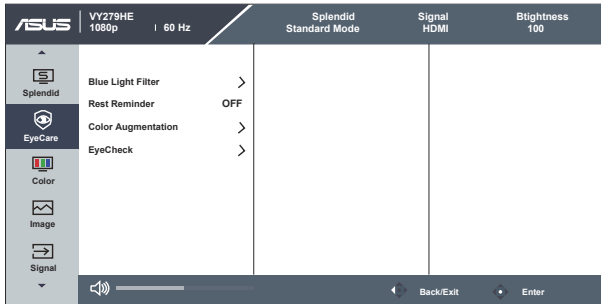 ASUS
VY279HE
1080p 60 Hz
Splendid
Standard Mode
Signal
HDMI
Btightness
100
Splendid
EyeCare
Color
Image
Signal
Blue Light Filter
Rest Reminder OFF
Color Augmentation
EyeCheck
Back/Exit
Enter